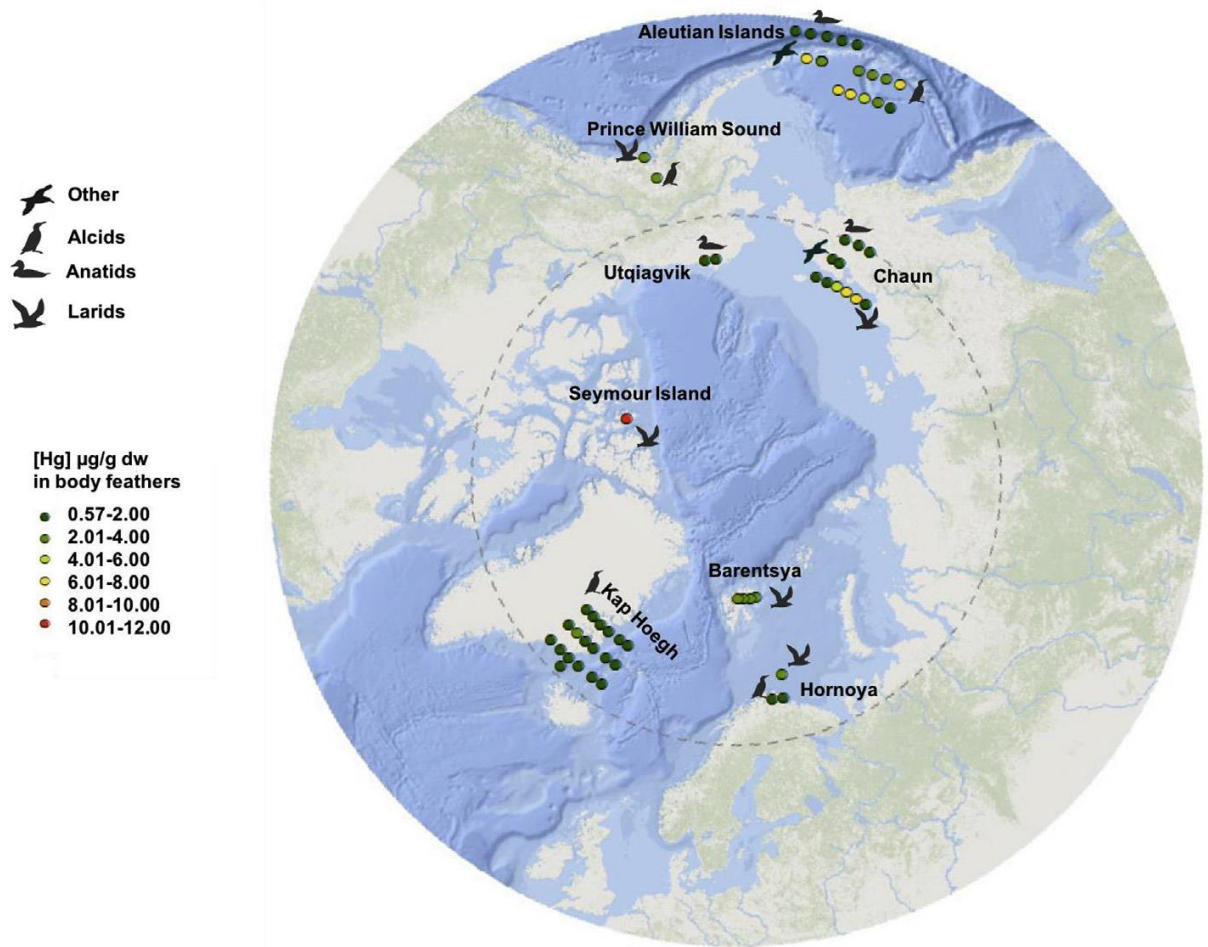 Other
Alcids
Anatids
Larids
[Hg] µg/g dw
in body feathers
0.57-2.00
2.01-4.00
4.01-6.00
6.01-8.00
8.01-10.00
10.01-12.00
Aleutian Islands
Prince William Sound
Utqiagvik
Chaun
Seymour Island
Barentsya
Kap Hoegh
Hornoya